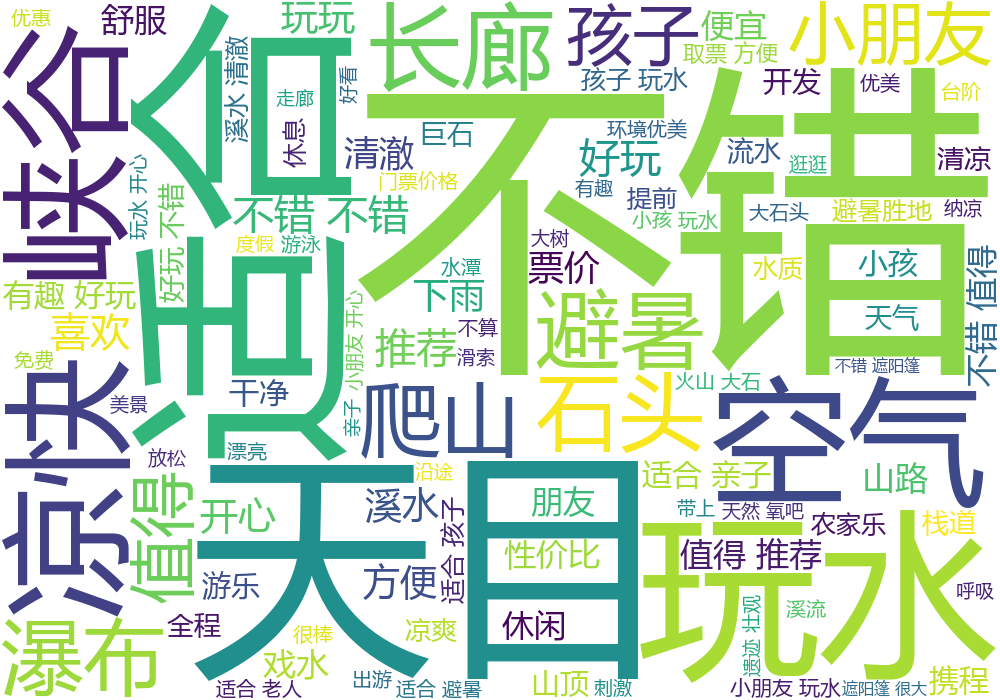 优惠
舒服
玩玩
长廊
孩子
便宜
小朋友
取票 方便
溪水 清澈
走廊
好看
孩子 玩水
开发
优美
台阶
峡谷
适合
不错
休息
清澈
巨石
环境优美
好玩
流水
逛逛
清凉
门票价格
有趣
提前
玩水 开心
好玩 不错
不错 不错
小孩 玩水
大石头
避暑胜地
纳凉
度假
游泳
大树
水潭
票价
水质
小孩
不错 值得
有趣 好玩
下雨
避暑
天气
喜欢
亲子
小朋友 开心
推荐
不算
滑索
免费
凉快
干净
爬山
石头
火山 大石
不错 遮阳蓬
空气
美景
放松
漂亮
沿途
天目
适合 亲子
山路
值得
开心
溪水
适合 孩子
朋友
带上
天然 氧吧
农家乐
栈道
性价比
值得 推荐
玩水
游乐
方便
呼吸
瀑布
全程
很棒
凉爽
休闲
遗迹 壮观
溪流
戏水
适合 老人
出游
适合 避暑
山顶
刺激
小朋友 玩水
遮阳蓬 很大
携程